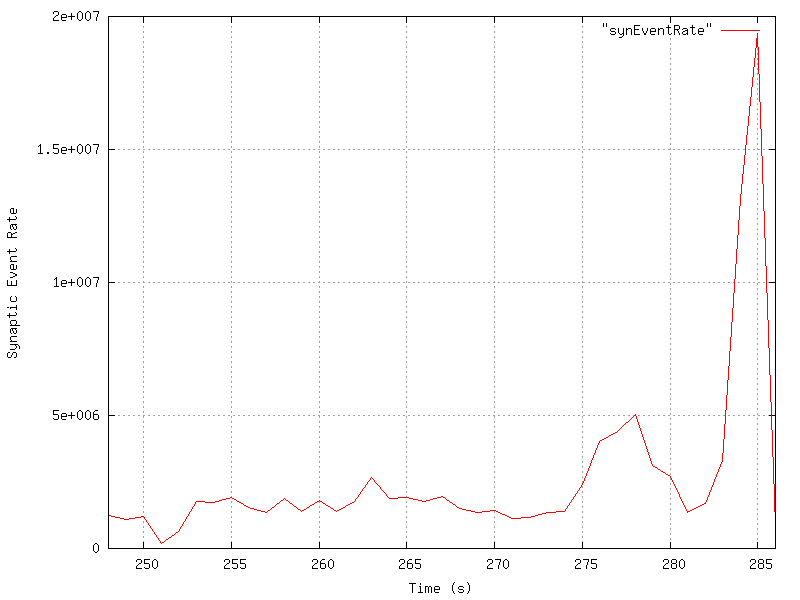 2e+007
"synEventRate"
1.5e+007
Synaptic Event Rate
1e+007
5e+006
0
250 255 260 265 270 275 280 285
Time (s)